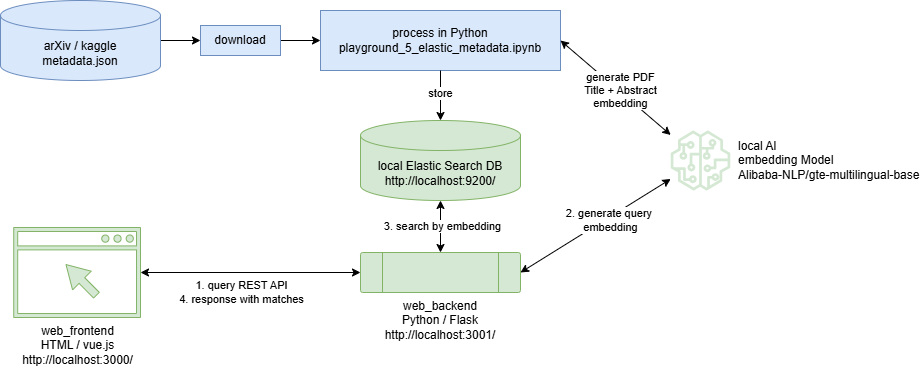 arXiv / kaggle
metadata.json
download
process in Python
playground_5_elastic_metadata.ipynb
generate PDF
Title + Abstract
embedding
store
local Elastic Search DB
http://localhost:9200/
local AI
embedding Model
Alibaba-NLP/gte-multilingual-base
2. generate query
embedding
3. search by embedding
1. query REST API
4. response with matches
web_backend
Python / Flask
http://localhost:3001/
web_frontend
HTML / vue.js
http://localhost:3000/